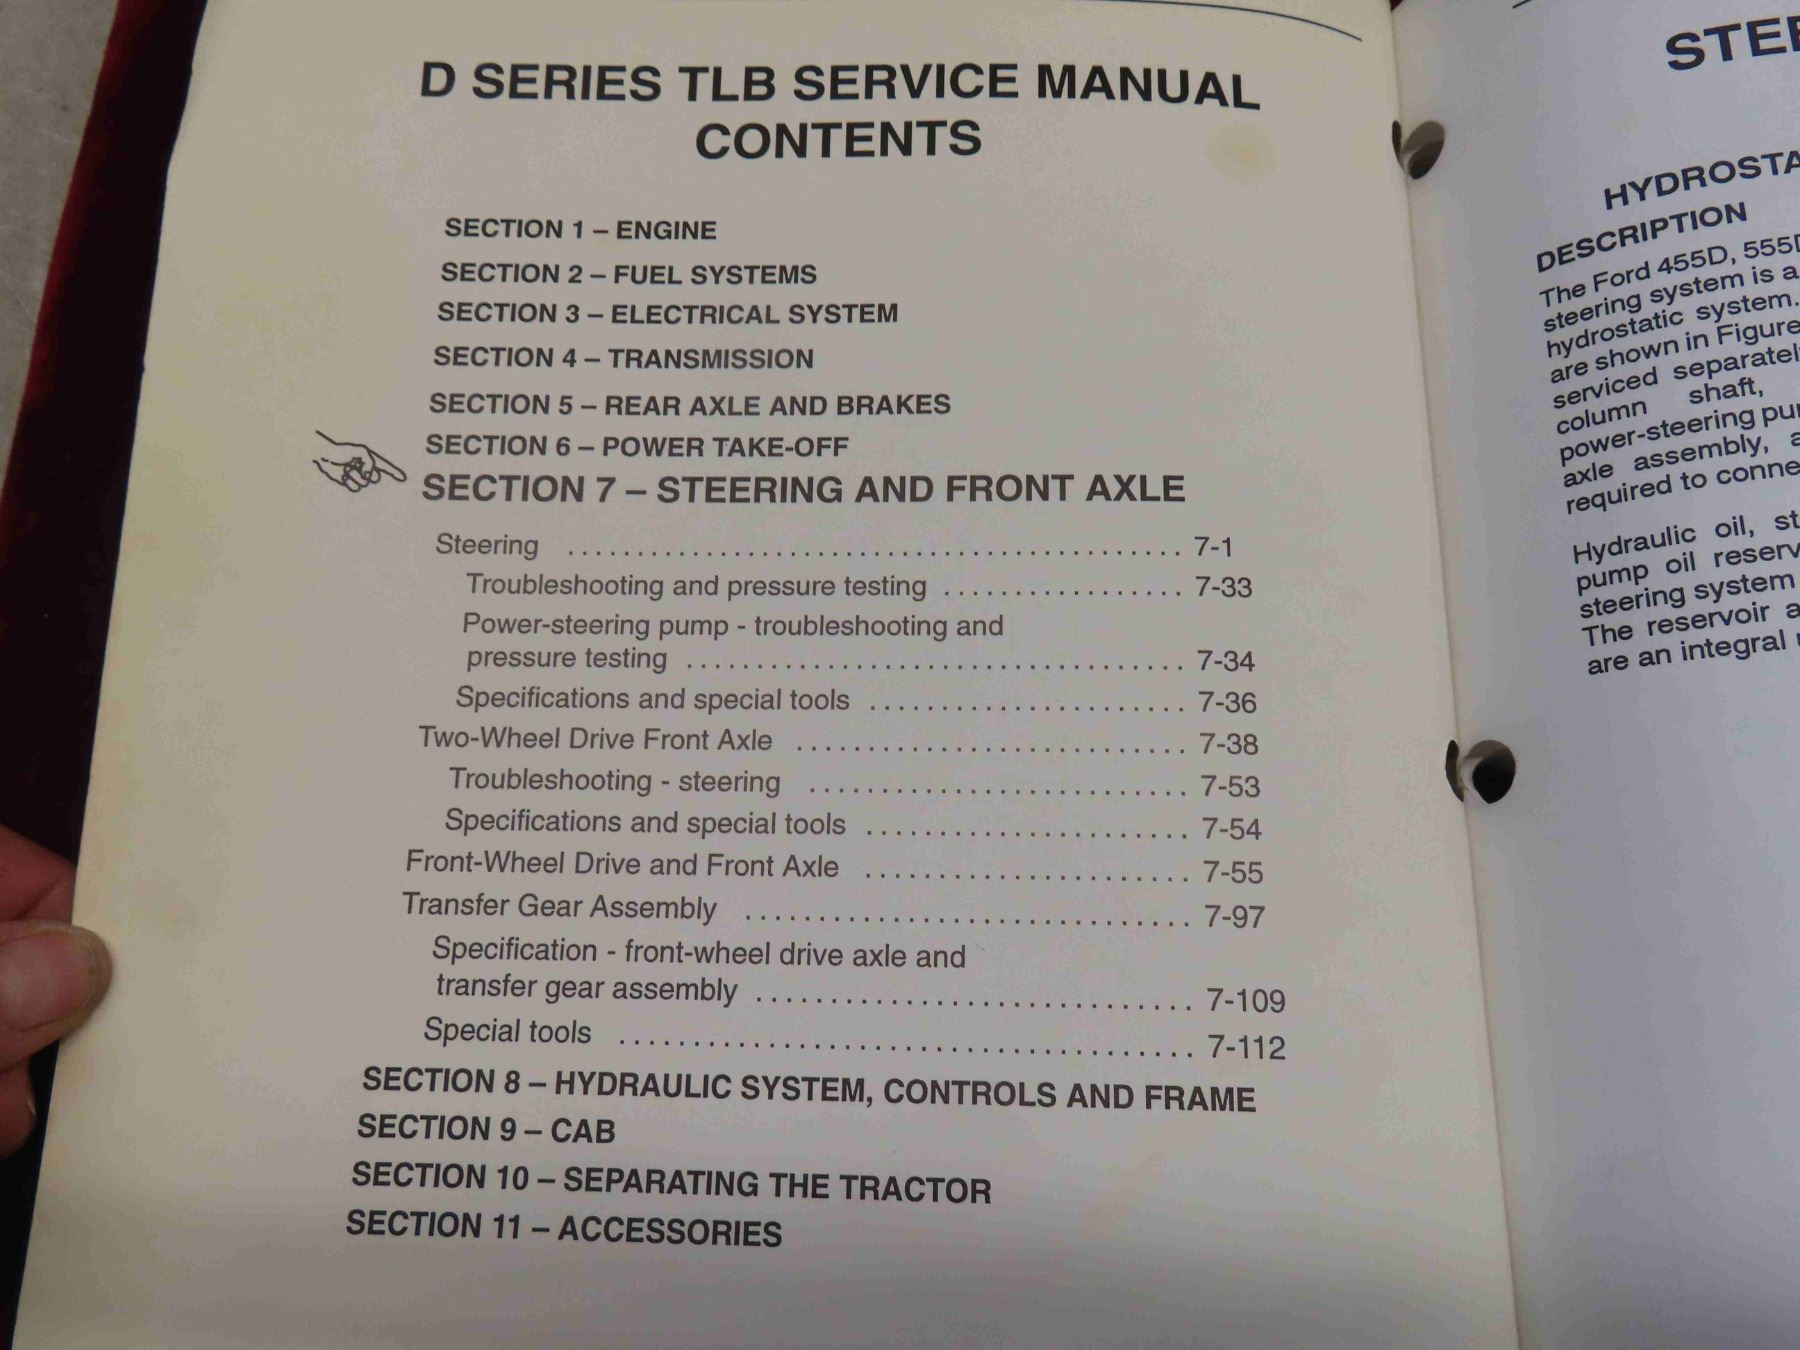 D SERIES TLB SERVICE MANUAL
CONTENTS
SECTION 1 – ENGINE
SECTION 2 – FUEL SYSTEMS
SECTION 3 – ELECTRICAL SYSTEM
SECTION 4 – TRANSMISSION
SECTION 5 – REAR AXLE AND BRAKES
SECTION 6 – POWER TAKE-OFF
SECTION 7 – STEERING AND FRONT AXLE
Steering ........................................ 7-1
Troubleshooting and pressure testing ................ 7-33
Power-steering pump - troubleshooting and
pressure testing ................................. 7-34
Specifications and special tools ..................... 7-36
Two-Wheel Drive Front Axle .......................... 7-38
Troubleshooting - steering ......................... 7-53
Specifications and special tools ...................... 7-54
Front-Wheel Drive and Front Axle ...................... 7-55
Transfer Gear Assembly .............................. 7-97
Specification - front-wheel drive axle and
transfer gear assembly ............................. 7-109
Special tools ...................................... 7-112
SECTION 8 – HYDRAULIC SYSTEM, CONTROLS AND FRAME
SECTION 9 – CAB
SECTION 10 – SEPARATING THE TRACTOR
SECTION 11 – ACCESSORIES
DESCRIPTION
The Ford 455D, 555D
steering system is a
hydrostatic system.
are shown in Figure
serviced
column shaft,
power-steering
axle assembly,
required to
Hydraulic oil,
pump oil
steering system
The reservoir
are an integral